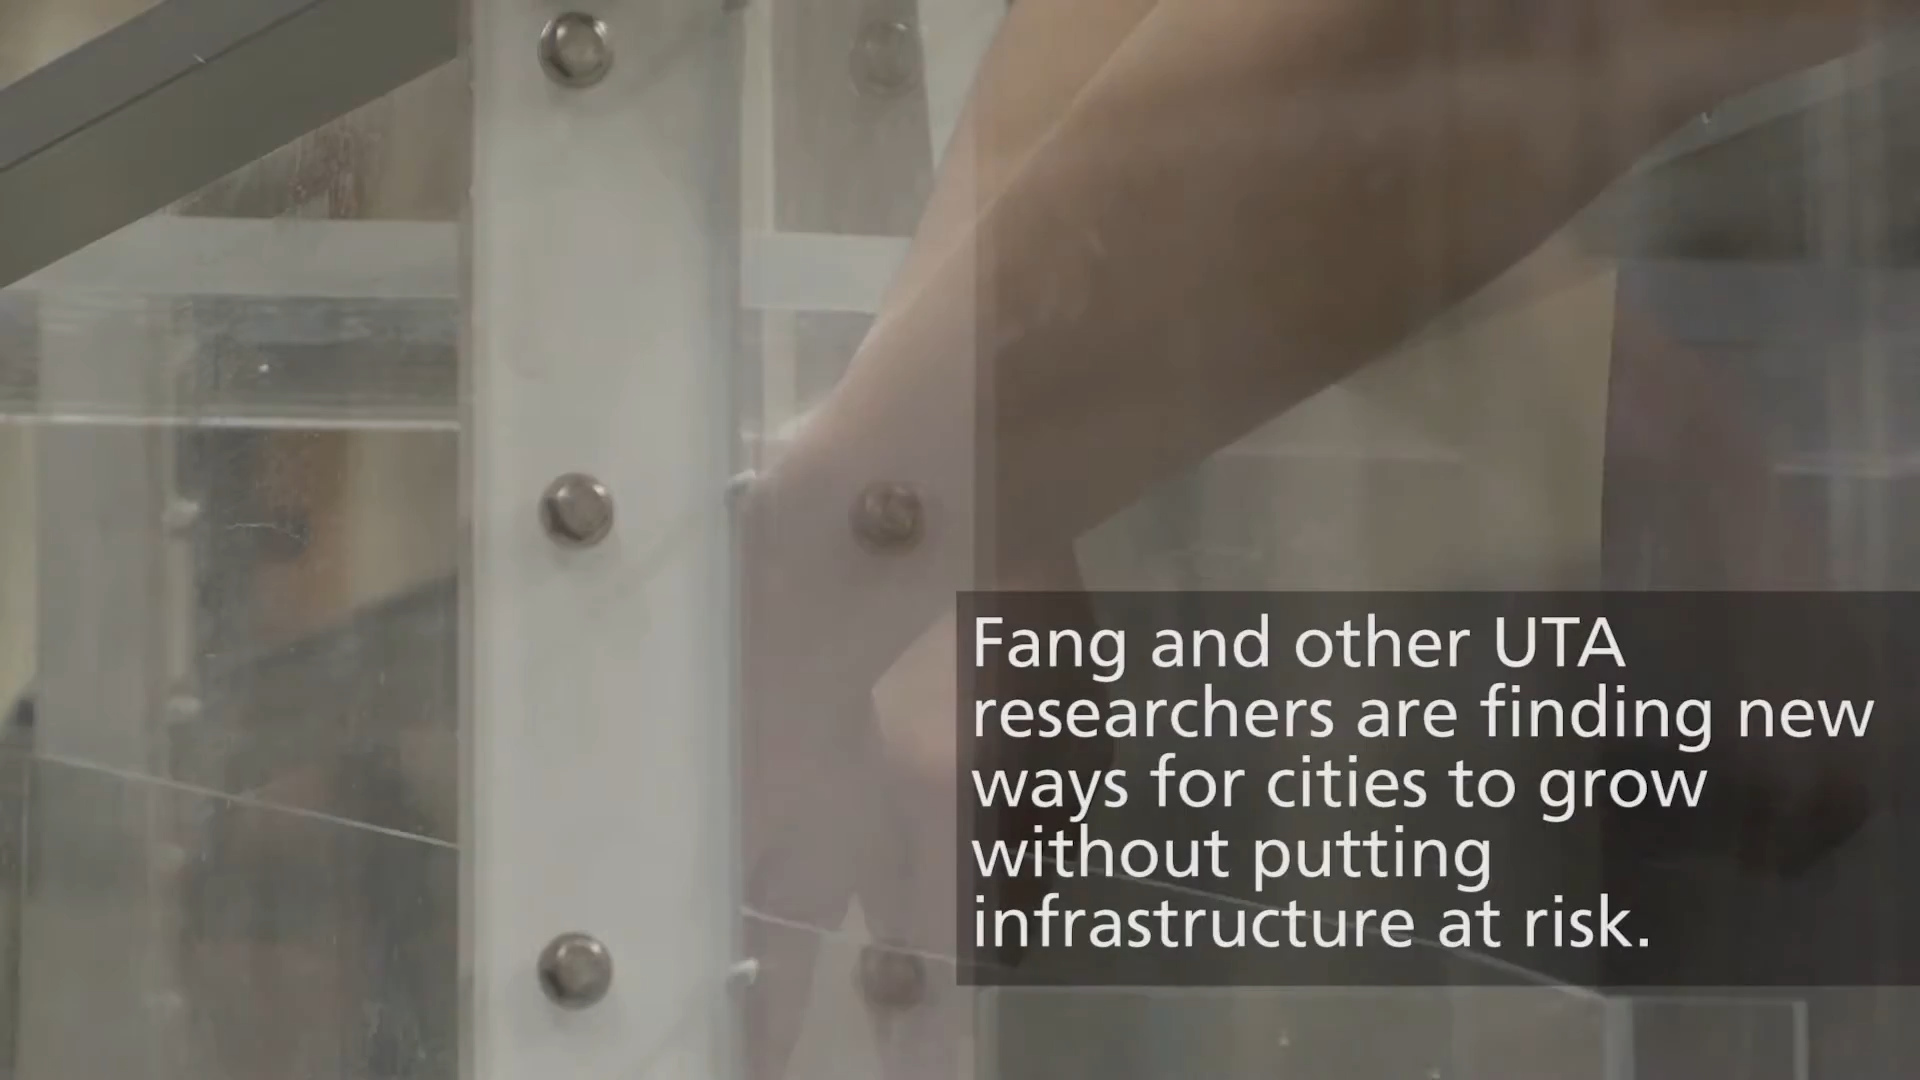 Fang and other UTA
researchers are finding new
ways for cities to grow
without putting
infrastructure at risk.